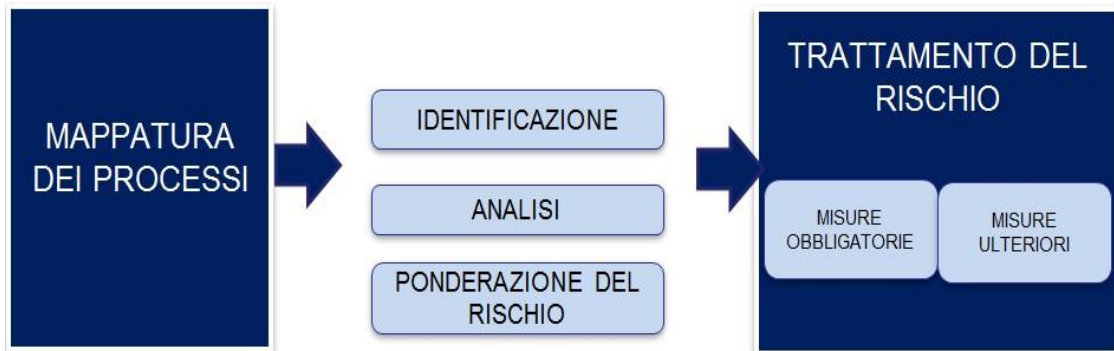 MAPPATURA
DEI PROCESSI
IDENTIFICAZIONE
ANALISI
PONDERAZIONE DEL
RISCHIO
TRATTAMENTO DEL
RISCHIO
MISURE
OBBLIGATORIE
MISURE
ULTERIORI